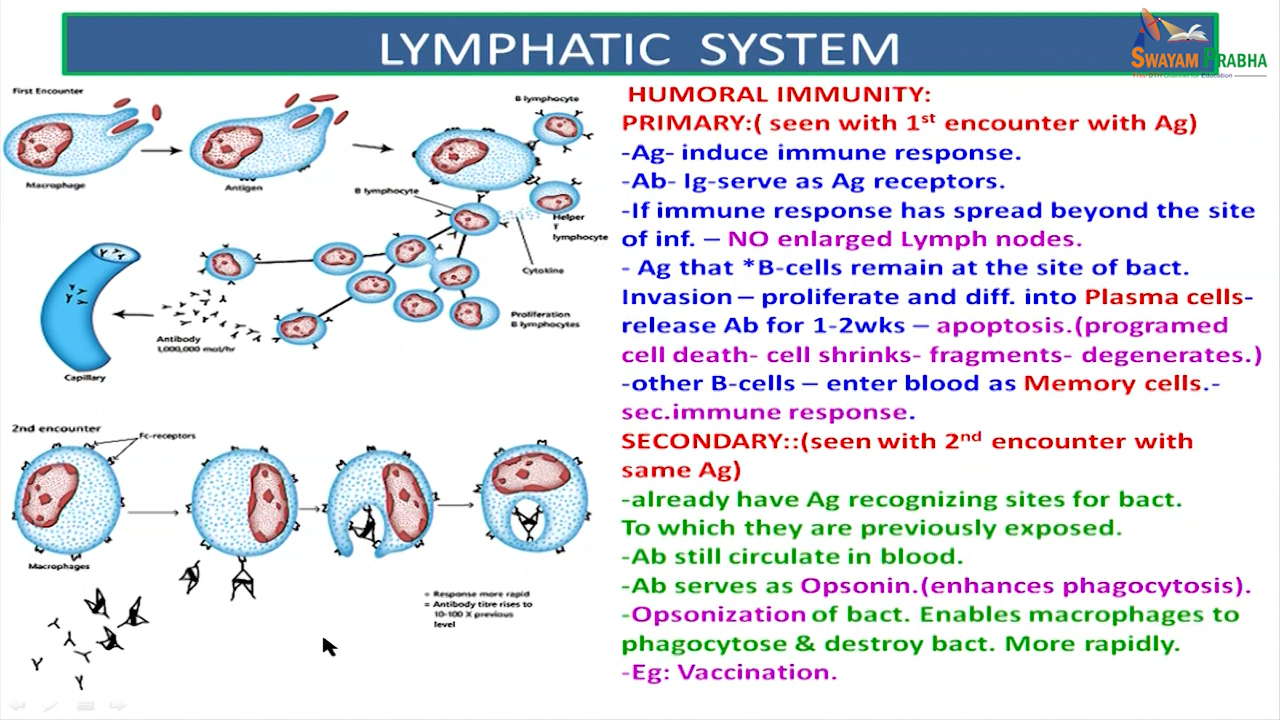 LYMPHATIC SYSTEM
SWAYAM PRABHA
Free DTH Channel for Education
First Encounter
Macrophage
Antigen
B lymphocyte
B lymphocyte
Helper
T
lymphocyte
Cytokine
Proliferation
B lymphocytes
Antibody
1,000,000 mol/hr
Capillary
2nd encounter
Fc-receptors
Macrophages
= Response more rapid
= Antibody titre rises to
10-100 X previous
level
HUMORAL IMMUNITY:
PRIMARY:( seen with 1st encounter with Ag)
-Ag- induce immune response.
-Ab- Ig-serve as Ag receptors.
-If immune response has spread beyond the site
of inf. – NO enlarged Lymph nodes.
- Ag that *B-cells remain at the site of bact.
Invasion – proliferate and diff. into Plasma cells-
release Ab for 1-2wks – apoptosis.(programed
cell death- cell shrinks- fragments- degenerates.)
-other B-cells – enter blood as Memory cells.-
sec.immune response.
SECONDARY::(seen with 2nd encounter with
same Ag)
-already have Ag recognizing sites for bact.
To which they are previously exposed.
-Ab still circulate in blood.
-Ab serves as Opsonin.(enhances phagocytosis).
-Opsonization of bact. Enables macrophages to
phagocytose & destroy bact. More rapidly.
-Eg: Vaccination.